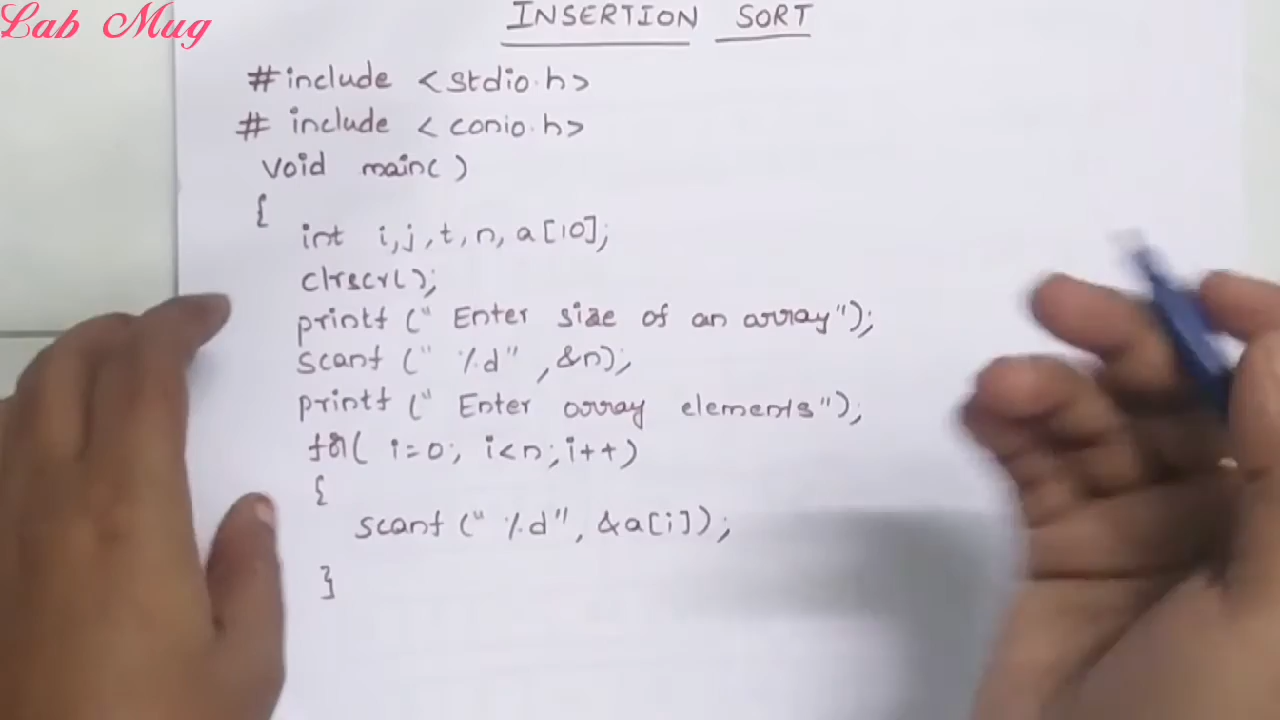 Lab Mug
INSERTION SORT
#include <stdio.h>
# include <conio.h>
void main()
{
int i,j,t,n,a[10];
clrscr();
printf ("Enter size of an array");
scanf (" %d" ,&n);
printf ("Enter array elements");
for( i=0; i<n;i++)
{
scanf (" %d", &a[i]);
}